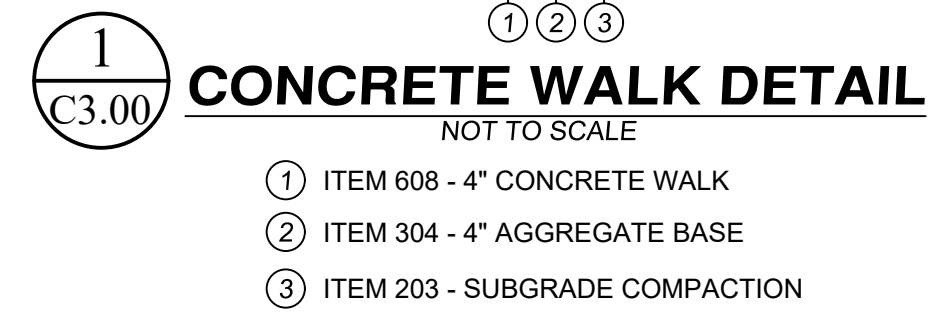 1 2 3
1
C3.00
CONCRETE WALK DETAIL
NOT TO SCALE
1 ITEM 608 - 4" CONCRETE WALK
2 ITEM 304 - 4" AGGREGATE BASE
3 ITEM 203 - SUBGRADE COMPACTION